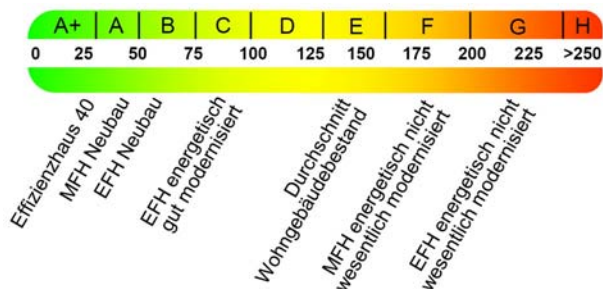 A+ A B C D E F G H
0 25 50 75 100 125 150 175 200 225 >250
Effizienzhaus 40
MFH Neubau
EFH Neubau
EFH energetisch
gut modernisiert
Durchschnitt
Wohngebäudebestand
MFH energetisch nicht
wesentlich modernisiert
EFH energetisch nicht
wesentlich modernisiert